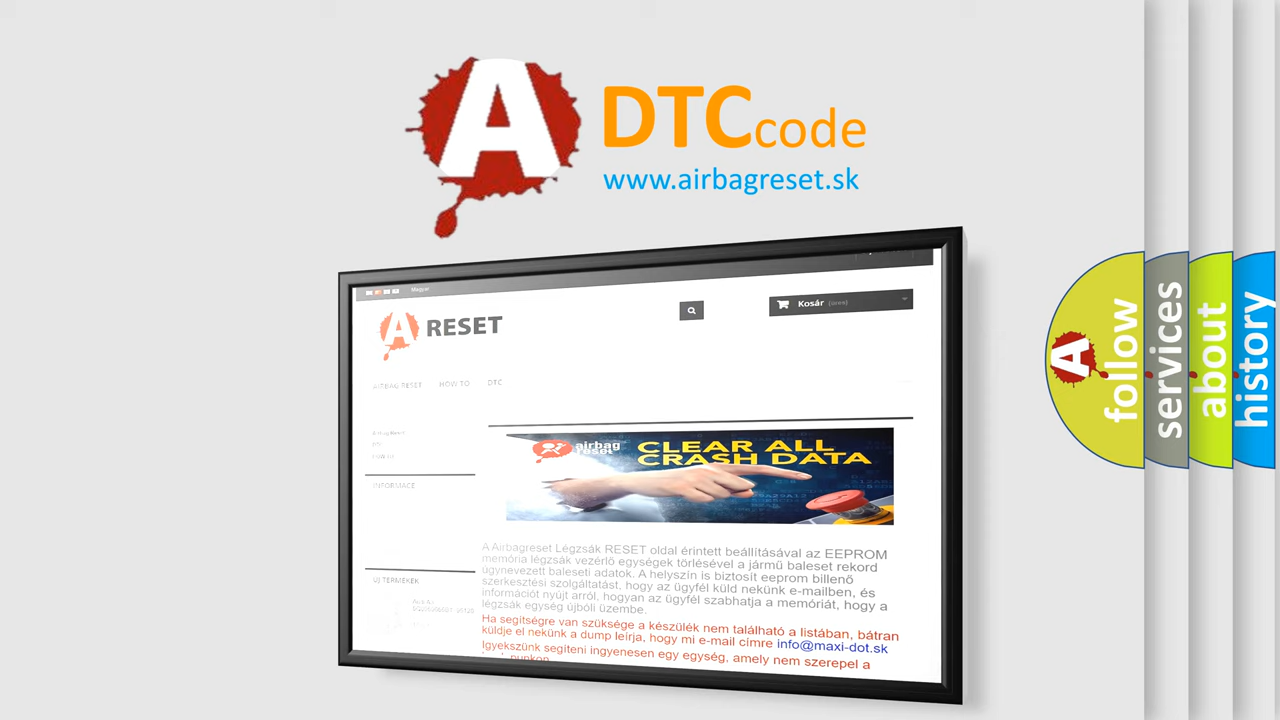 A DTC code
www.airbagreset.sk
Magyar
Kosár (üres)
A RESET
AIRBAG RESET HOW TO DTC
INFORMACE
ÚJ TERMÉKEK
airbag
reset
CLEAR ALL
CRASH DATA
A Airbagreset Légzsák RESET oldal érintett beállításával az EEPROM
memória légzsák vezérlő egységek törlésével a jármű baleset rekord
úgynevezett baleseti adatok. A helyszín is biztosít eeprom billenő
szerkesztési szolgáltatást, hogy az ügyfél küld nekünk e-mailben, és
információt nyújt arról, hogyan az ügyfél szabhatja a memóriát, hogy a
légzsák egység újbóli üzembe.
Ha segítségre van szüksége a készülék nem található a listában, bátran
küldje el nekünk a dump leírja, hogy mi e-mail címre info@maxi-dot.sk
Igyekszünk segíteni ingyenesen egy egység, amely nem szerepel a
A follow
services
about
history